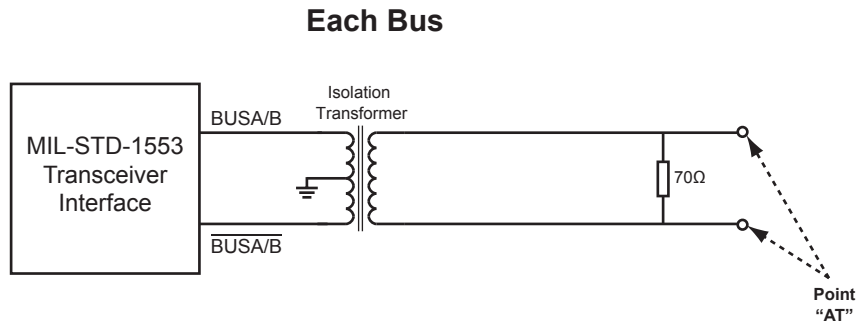 Each Bus
MIL-STD-1553
Transceiver
Interface
BUSA/B
Isolation
Transformer
BUSA/B
70Ω
Point
“AT”